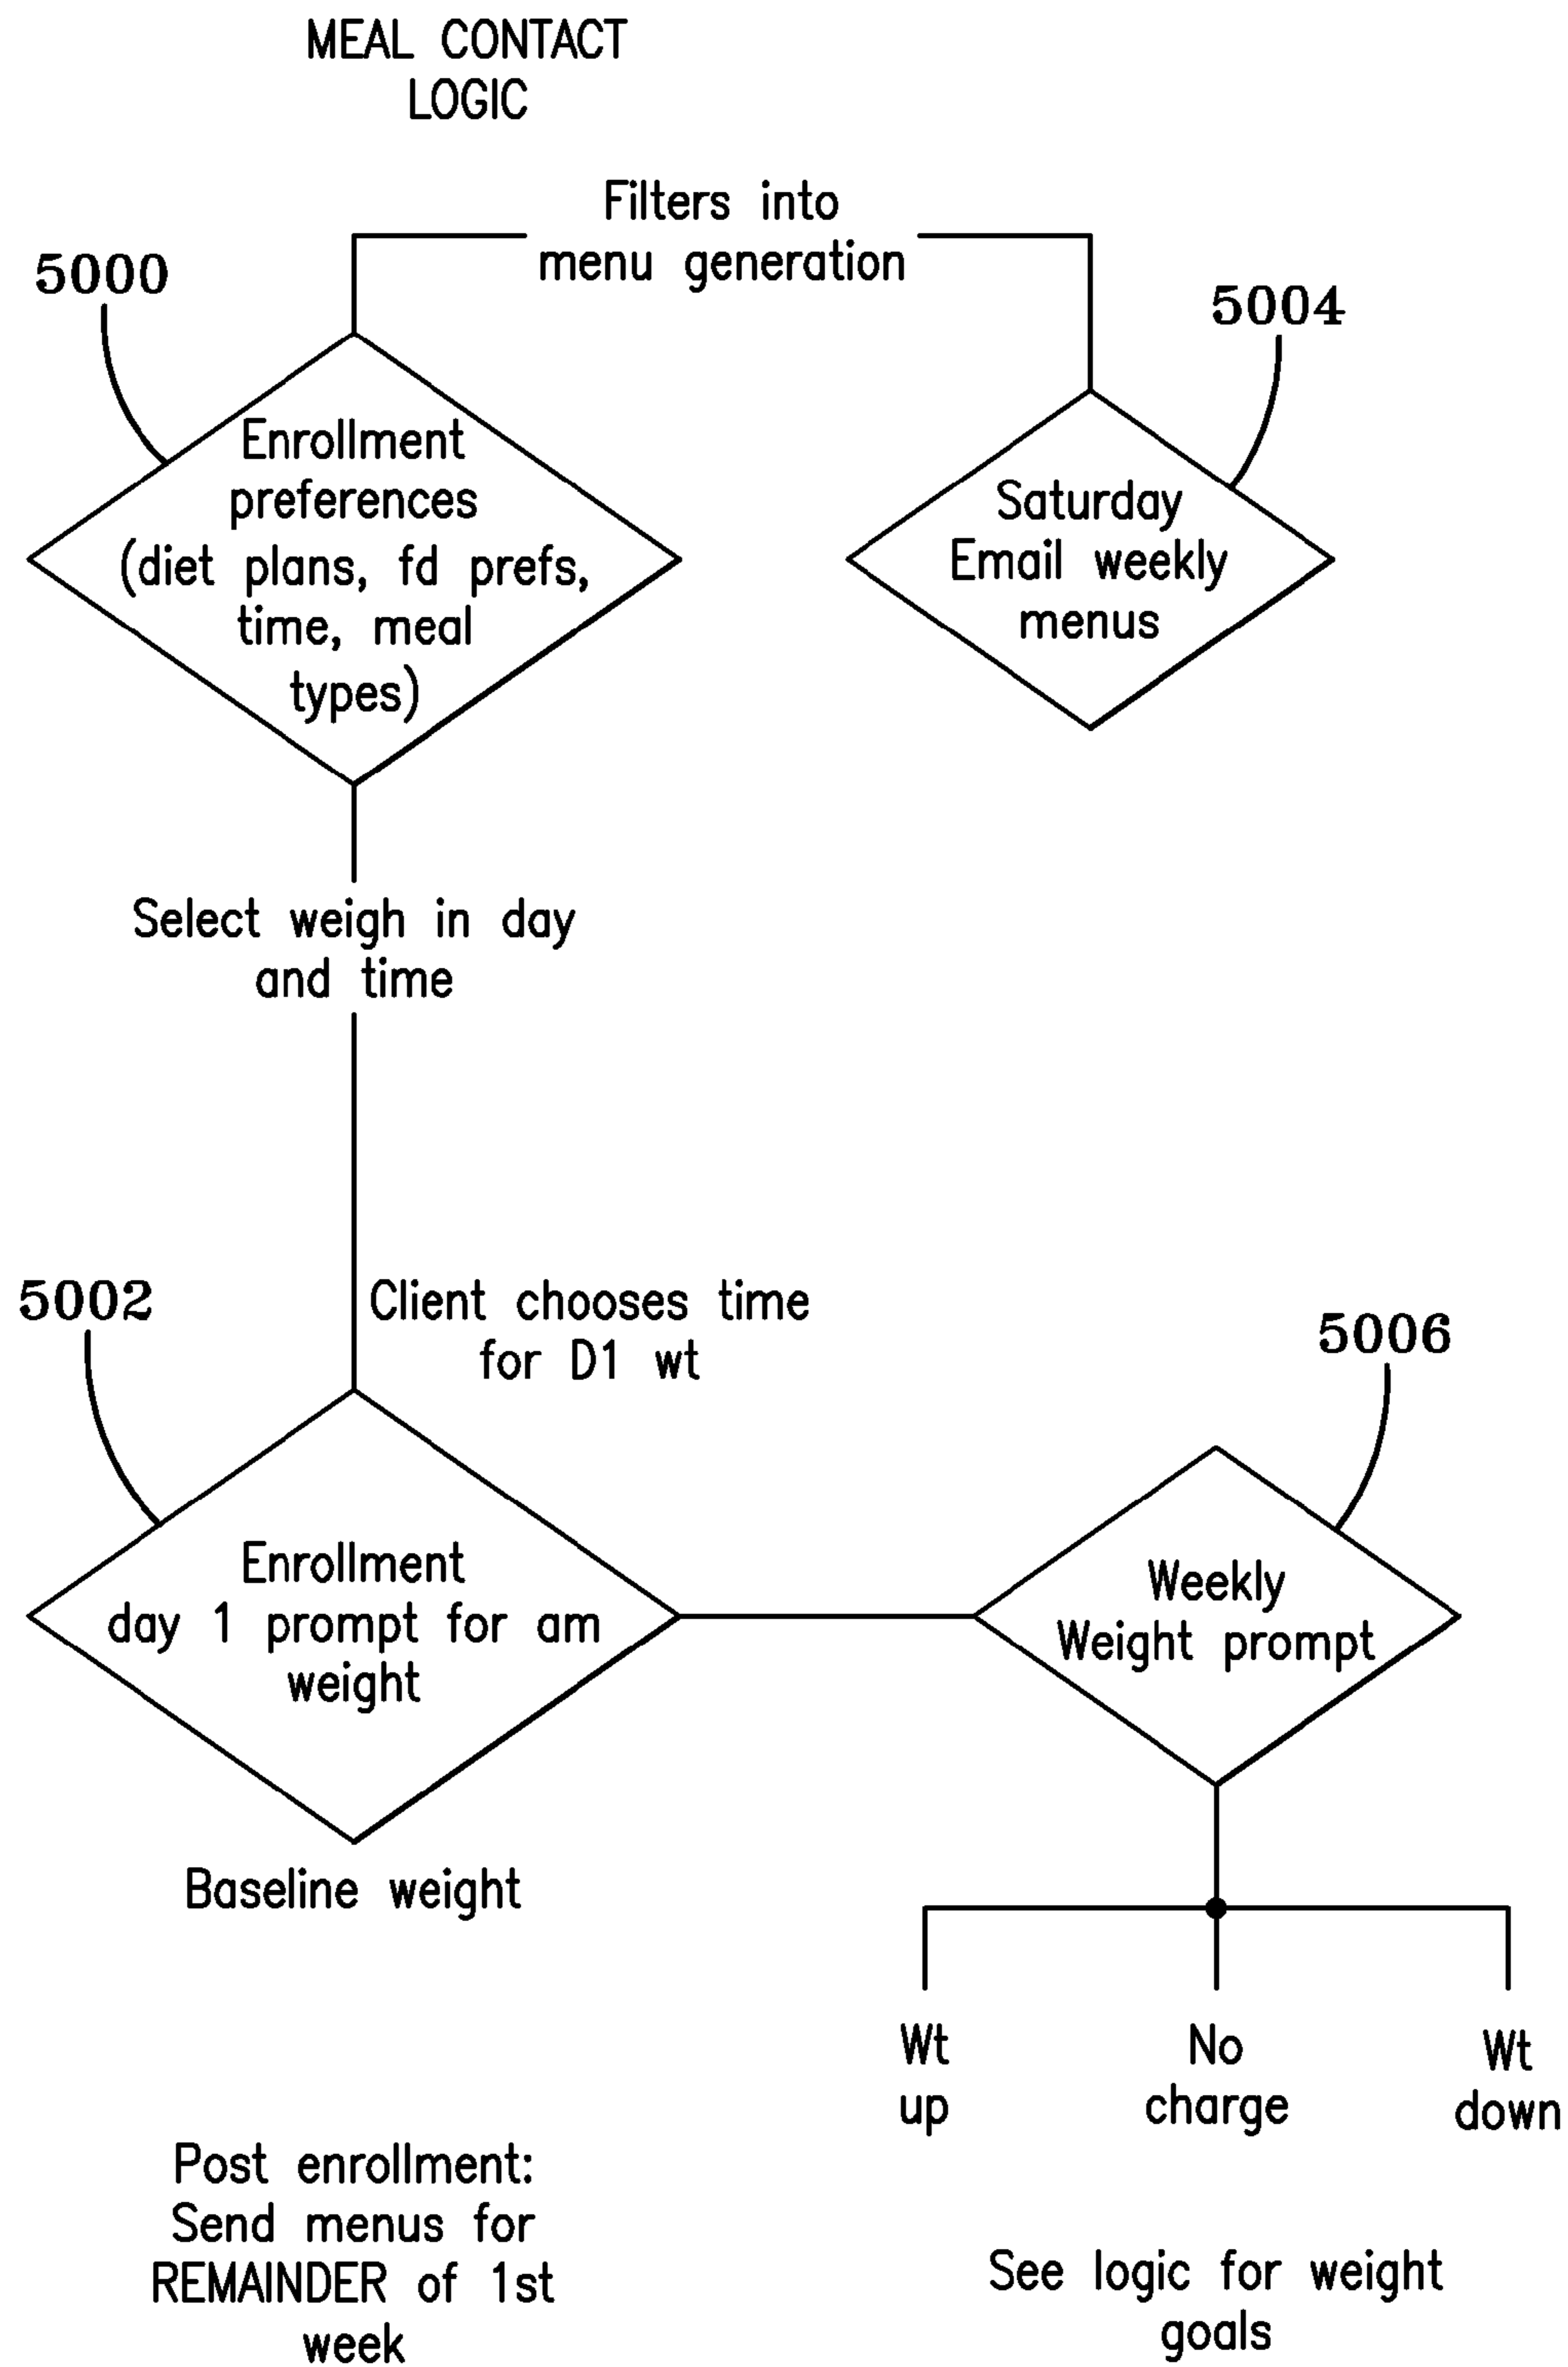 MEAL CONTACT
LOGIC
Filters into
menu generation
5000
5004
Enrollment
preferences
(diet plans, fd prefs,
time, meal
types)
Saturday
Email weekly
menus
Select weigh in day
and time
5002
Client chooses time
for D1 wt
5006
Enrollment
day 1 prompt for am
weight
Weekly
Weight prompt
Baseline weight
Wt
up
No
charge
Wt
down
Post enrollment:
Send menus for
REMAINDER of 1st
week
See logic for weight
goals